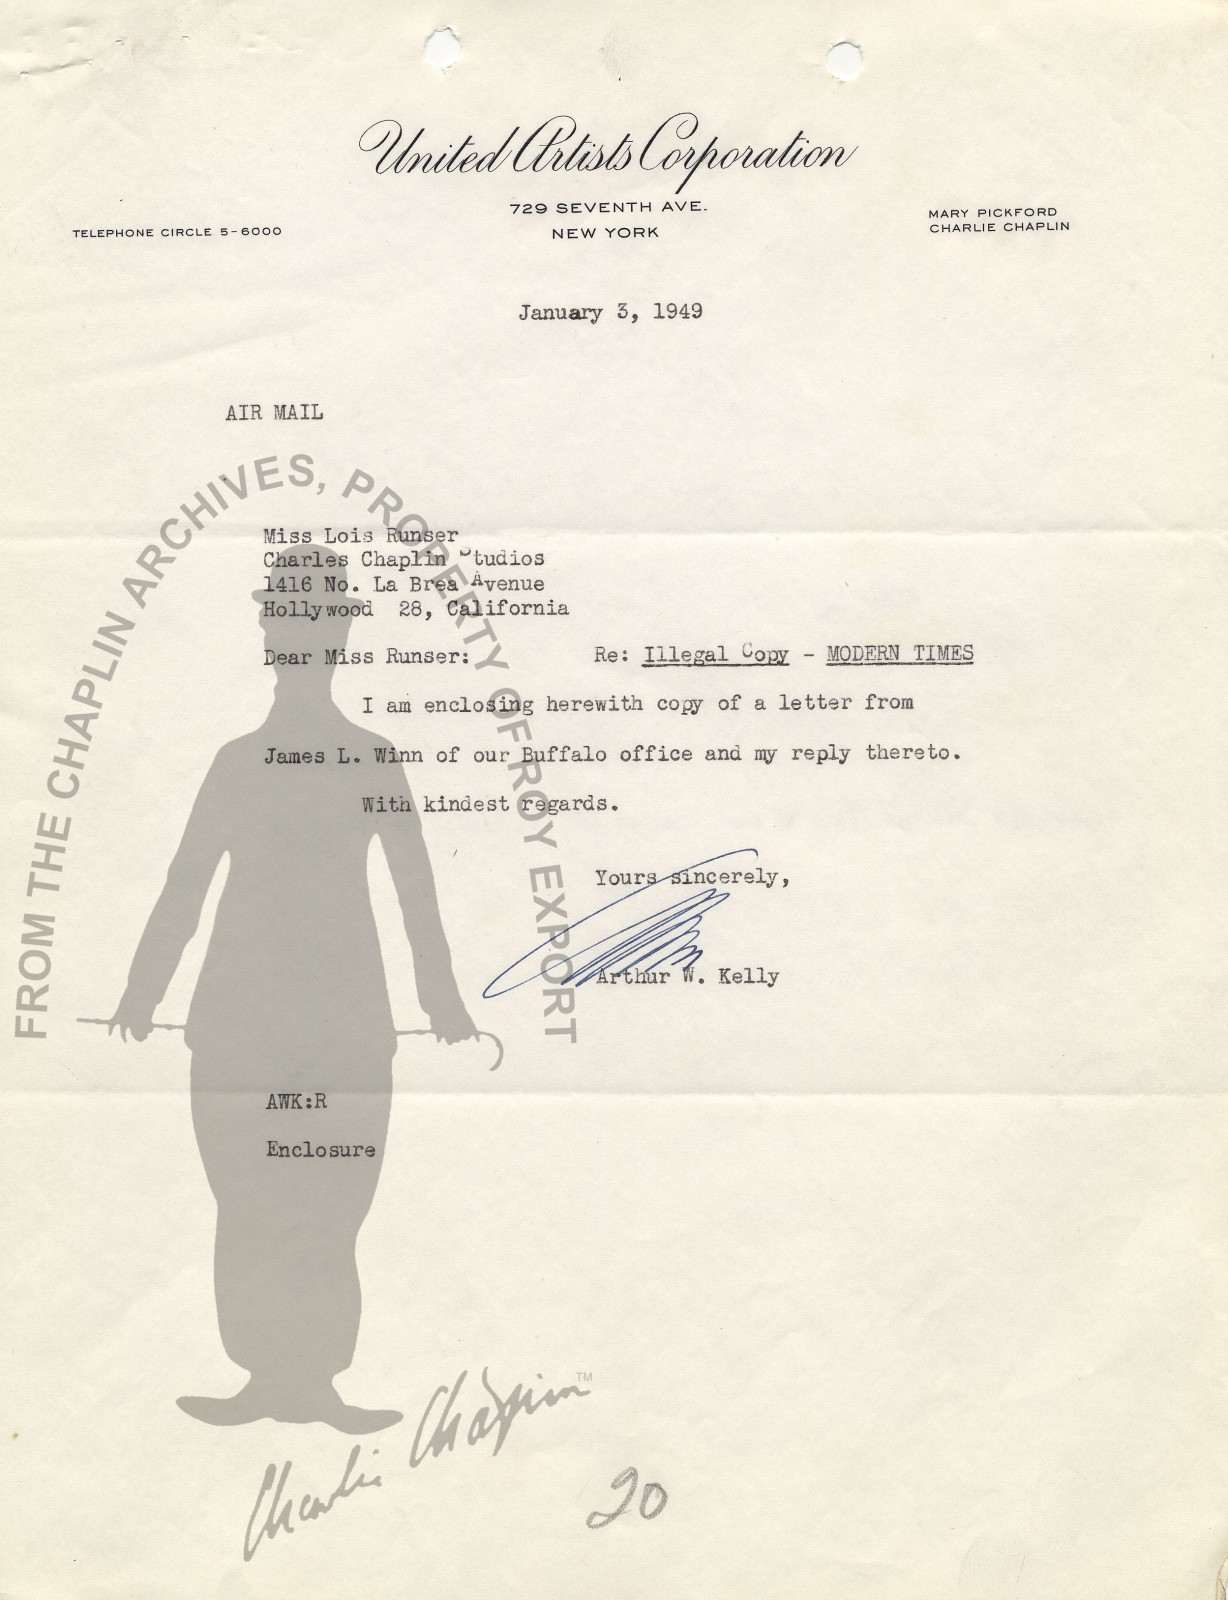 United Artists Corporation
729 SEVENTH AVE.
NEW YORK
TELEPHONE CIRCLE 5-6000
MARY PICKFORD
CHARLIE CHAPLIN
January 3, 1949
AIR MAIL
FROM THE CHAPLIN ARCHIVES, PROPERTY OF ROY EXPORT
Miss Lois Runser
Charles Chaplin Studios
1416 No. La Brea Avenue
Hollywood 28, California
Dear Miss Runser: Re: Illegal Copy - MODERN TIMES
I am enclosing herewith copy of a letter from
James L. Winn of our Buffalo office and my reply thereto.
With kindest regards.
Yours sincerely,
Arthur W. Kelly
AWK:R
Enclosure
Charlie Chaplin TM
20